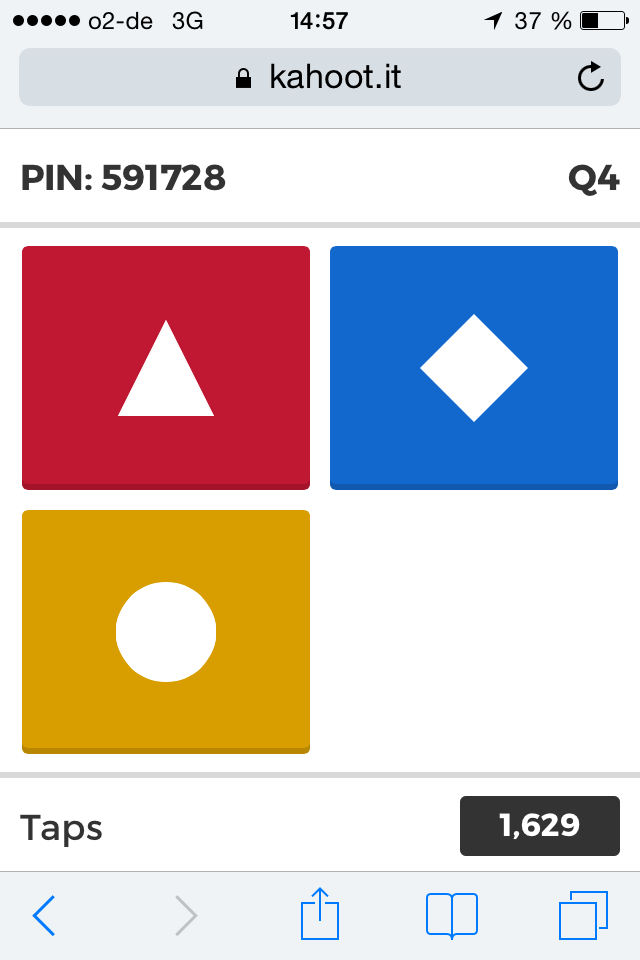 o2-de 3G 14:57 37 %
kahoot.it
PIN: 591728 Q4
Taps 1,629